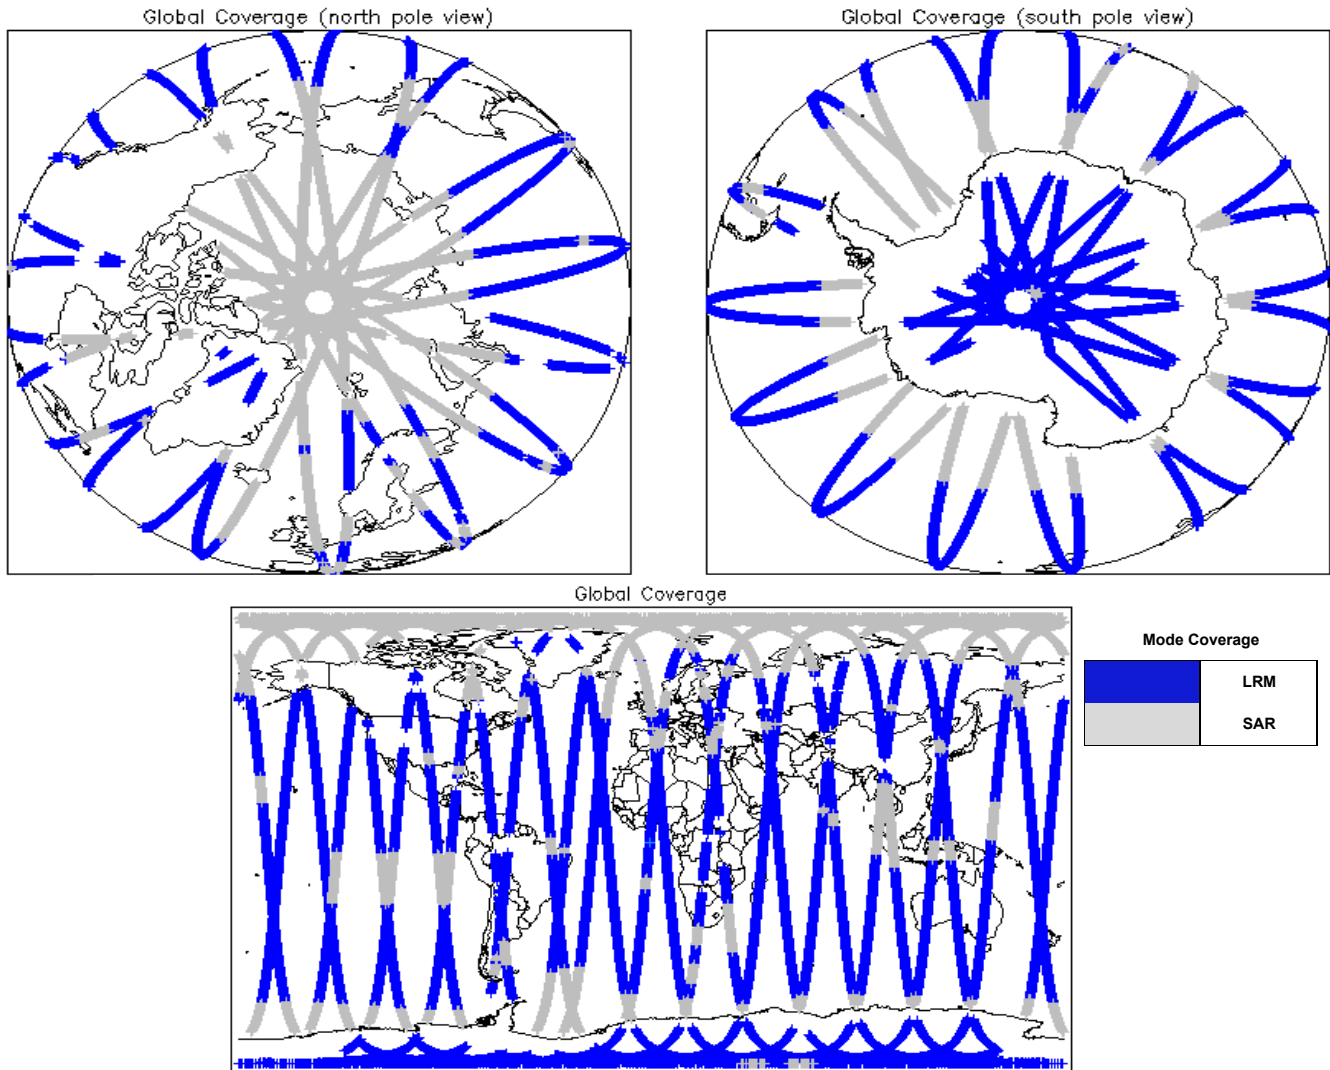 Global Coverage (north pole view)
Global Coverage (south pole view)
Global Coverage
Mode Coverage
LRM
SAR